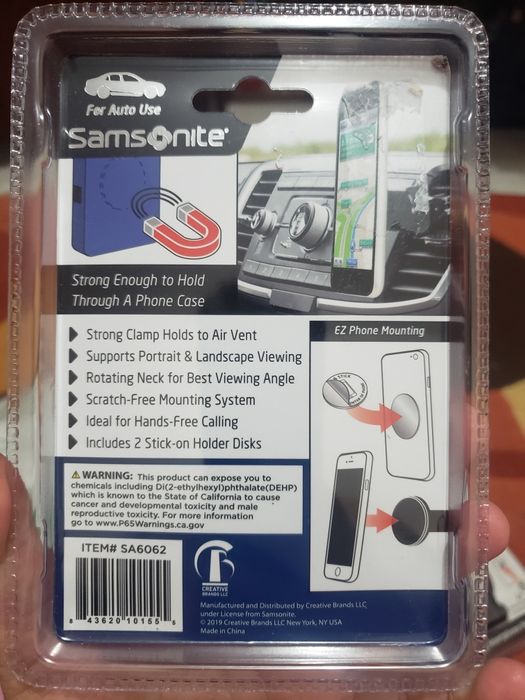 For Auto Use
Samsonite
Strong Enough to Hold
Through A Phone Case
Strong Clamp Holds to Air Vent
Supports Portrait & Landscape Viewing
Rotating Neck for Best Viewing Angle
Scratch-Free Mounting System
Ideal for Hands-Free Calling
Includes 2 Stick-on Holder Disks
EZ Phone Mounting
WARNING: This product can expose you to
chemicals including Di(2-ethylhexyl)phthalate(DEHP)
which is known to the State of California to cause
cancer and developmental toxicity and male
reproductive toxicity. For more information
go to www.P65Warnings.ca.gov
ITEM# SA6062
8 43620 10155 5
CREATIVE
BRANDS LLC
Manufactured and Distributed by Creative Brands LLC
under License from Samsonite.
© 2019 Creative Brands LLC New York, NY USA
Made in China